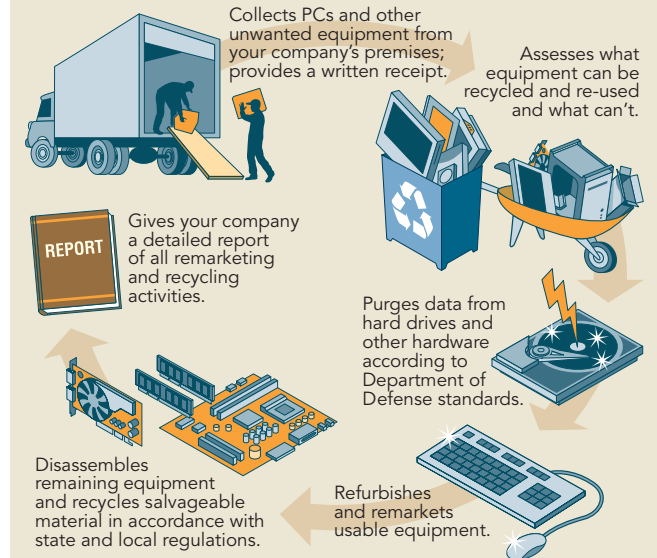 Collects PCs and other
unwanted equipment from
your company's premises;
provides a written receipt.
Assesses what
equipment can be
recycled and re-used
and what can't.
Purges data from
hard drives and
other hardware
according to
Department of
Defense standards.
Refurbishes
and remarkets
usable equipment.
Disassembles
remaining equipment
and recycles salvageable
material in accordance with
state and local regulations.
REPORT
Gives your company
a detailed report
of all remarketing
and recycling
activities.